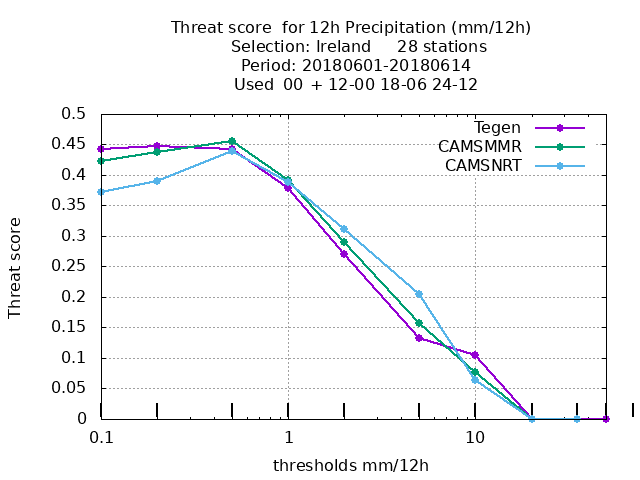 Threat score  for 12h Precipitation (mm/12h)
Selection: Ireland     28 stations
Period: 20180601-20180614
Used  00  + 12-00 18-06 24-12
0.5
0.45
0.4
0.35
0.3
0.25
0.2
0.15
0.1
0.05
0
Threat score
Tegen
CAMSMMR
CAMSNRT
0.1 1 10
thresholds mm/12h